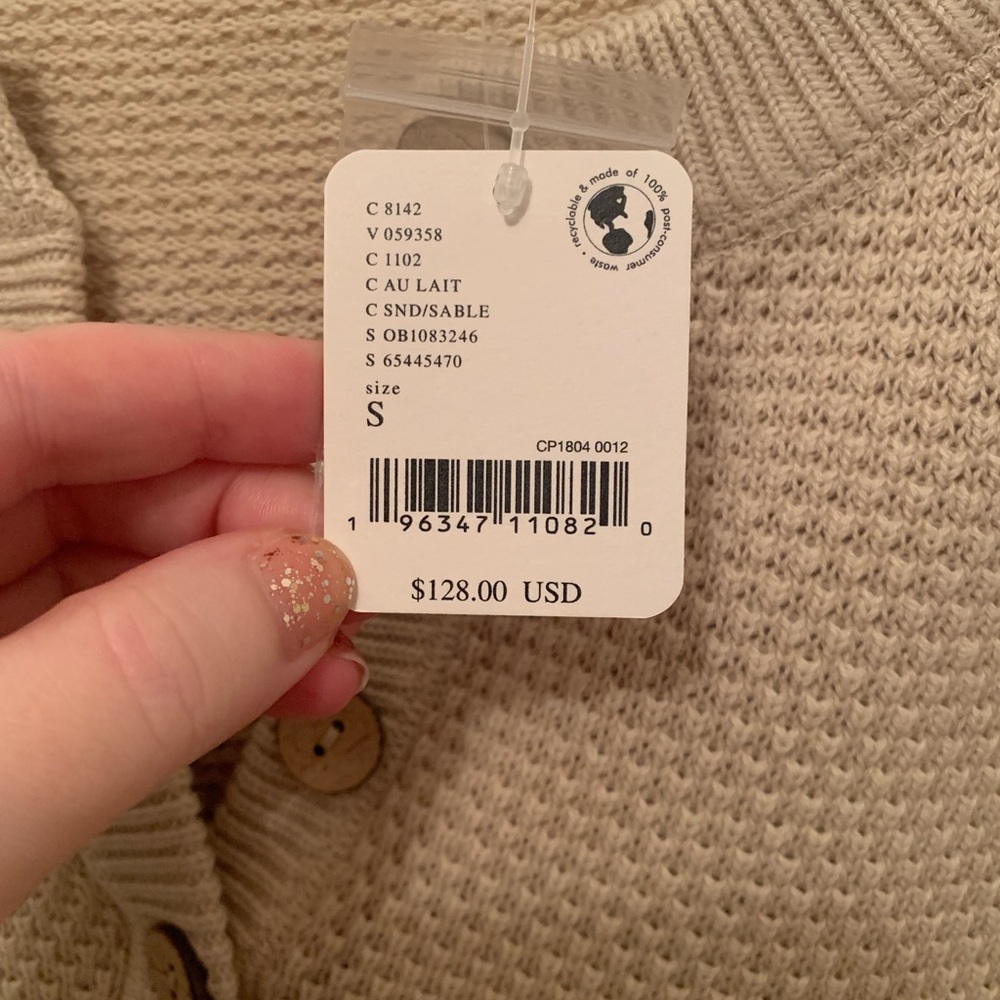 C 8142
V 059358
C 1102
C AU LAIT
C SND/SABLE
S OB1083246
S 65445470
size
S
CP1804 0012
1 96347 11082 0
$128.00 USD
recyclable & made of 100% post-consumer waste •